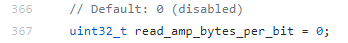 366 // Default: 0 (disabled)
367 uint32_t read_amp_bytes_per_bit = 0;